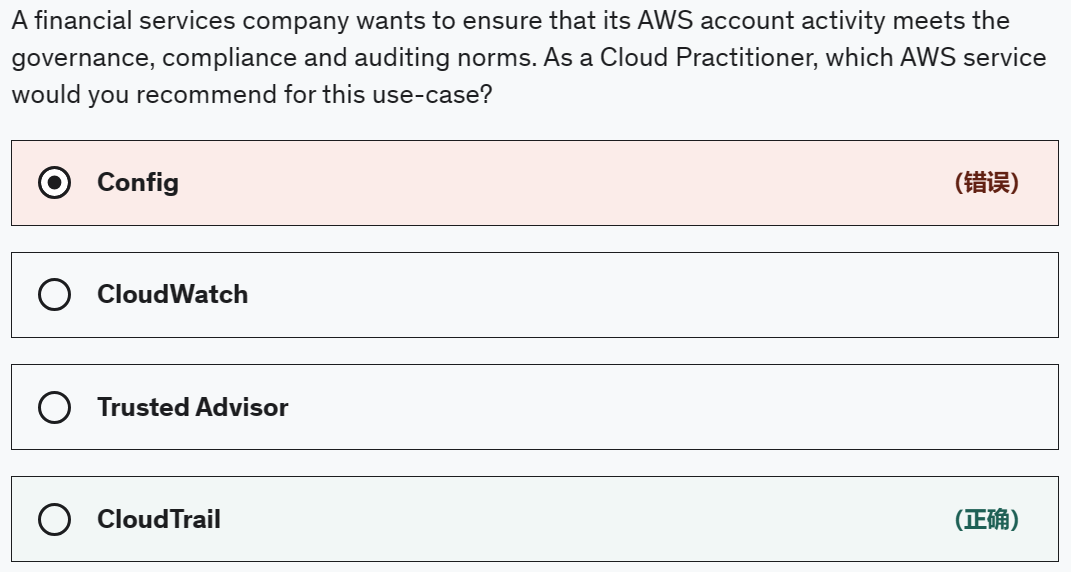 A financial services company wants to ensure that its AWS account activity meets the
governance, compliance and auditing norms. As a Cloud Practitioner, which AWS service
would you recommend for this use-case?
Config (错误)
CloudWatch
Trusted Advisor
CloudTrail (正确)